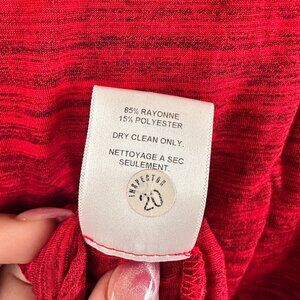 85% RAYONNE
15% POLYESTER
DRY CLEAN ONLY.
NETTOYAGE A SEC
SEULEMENT.
INSPECTOR
20